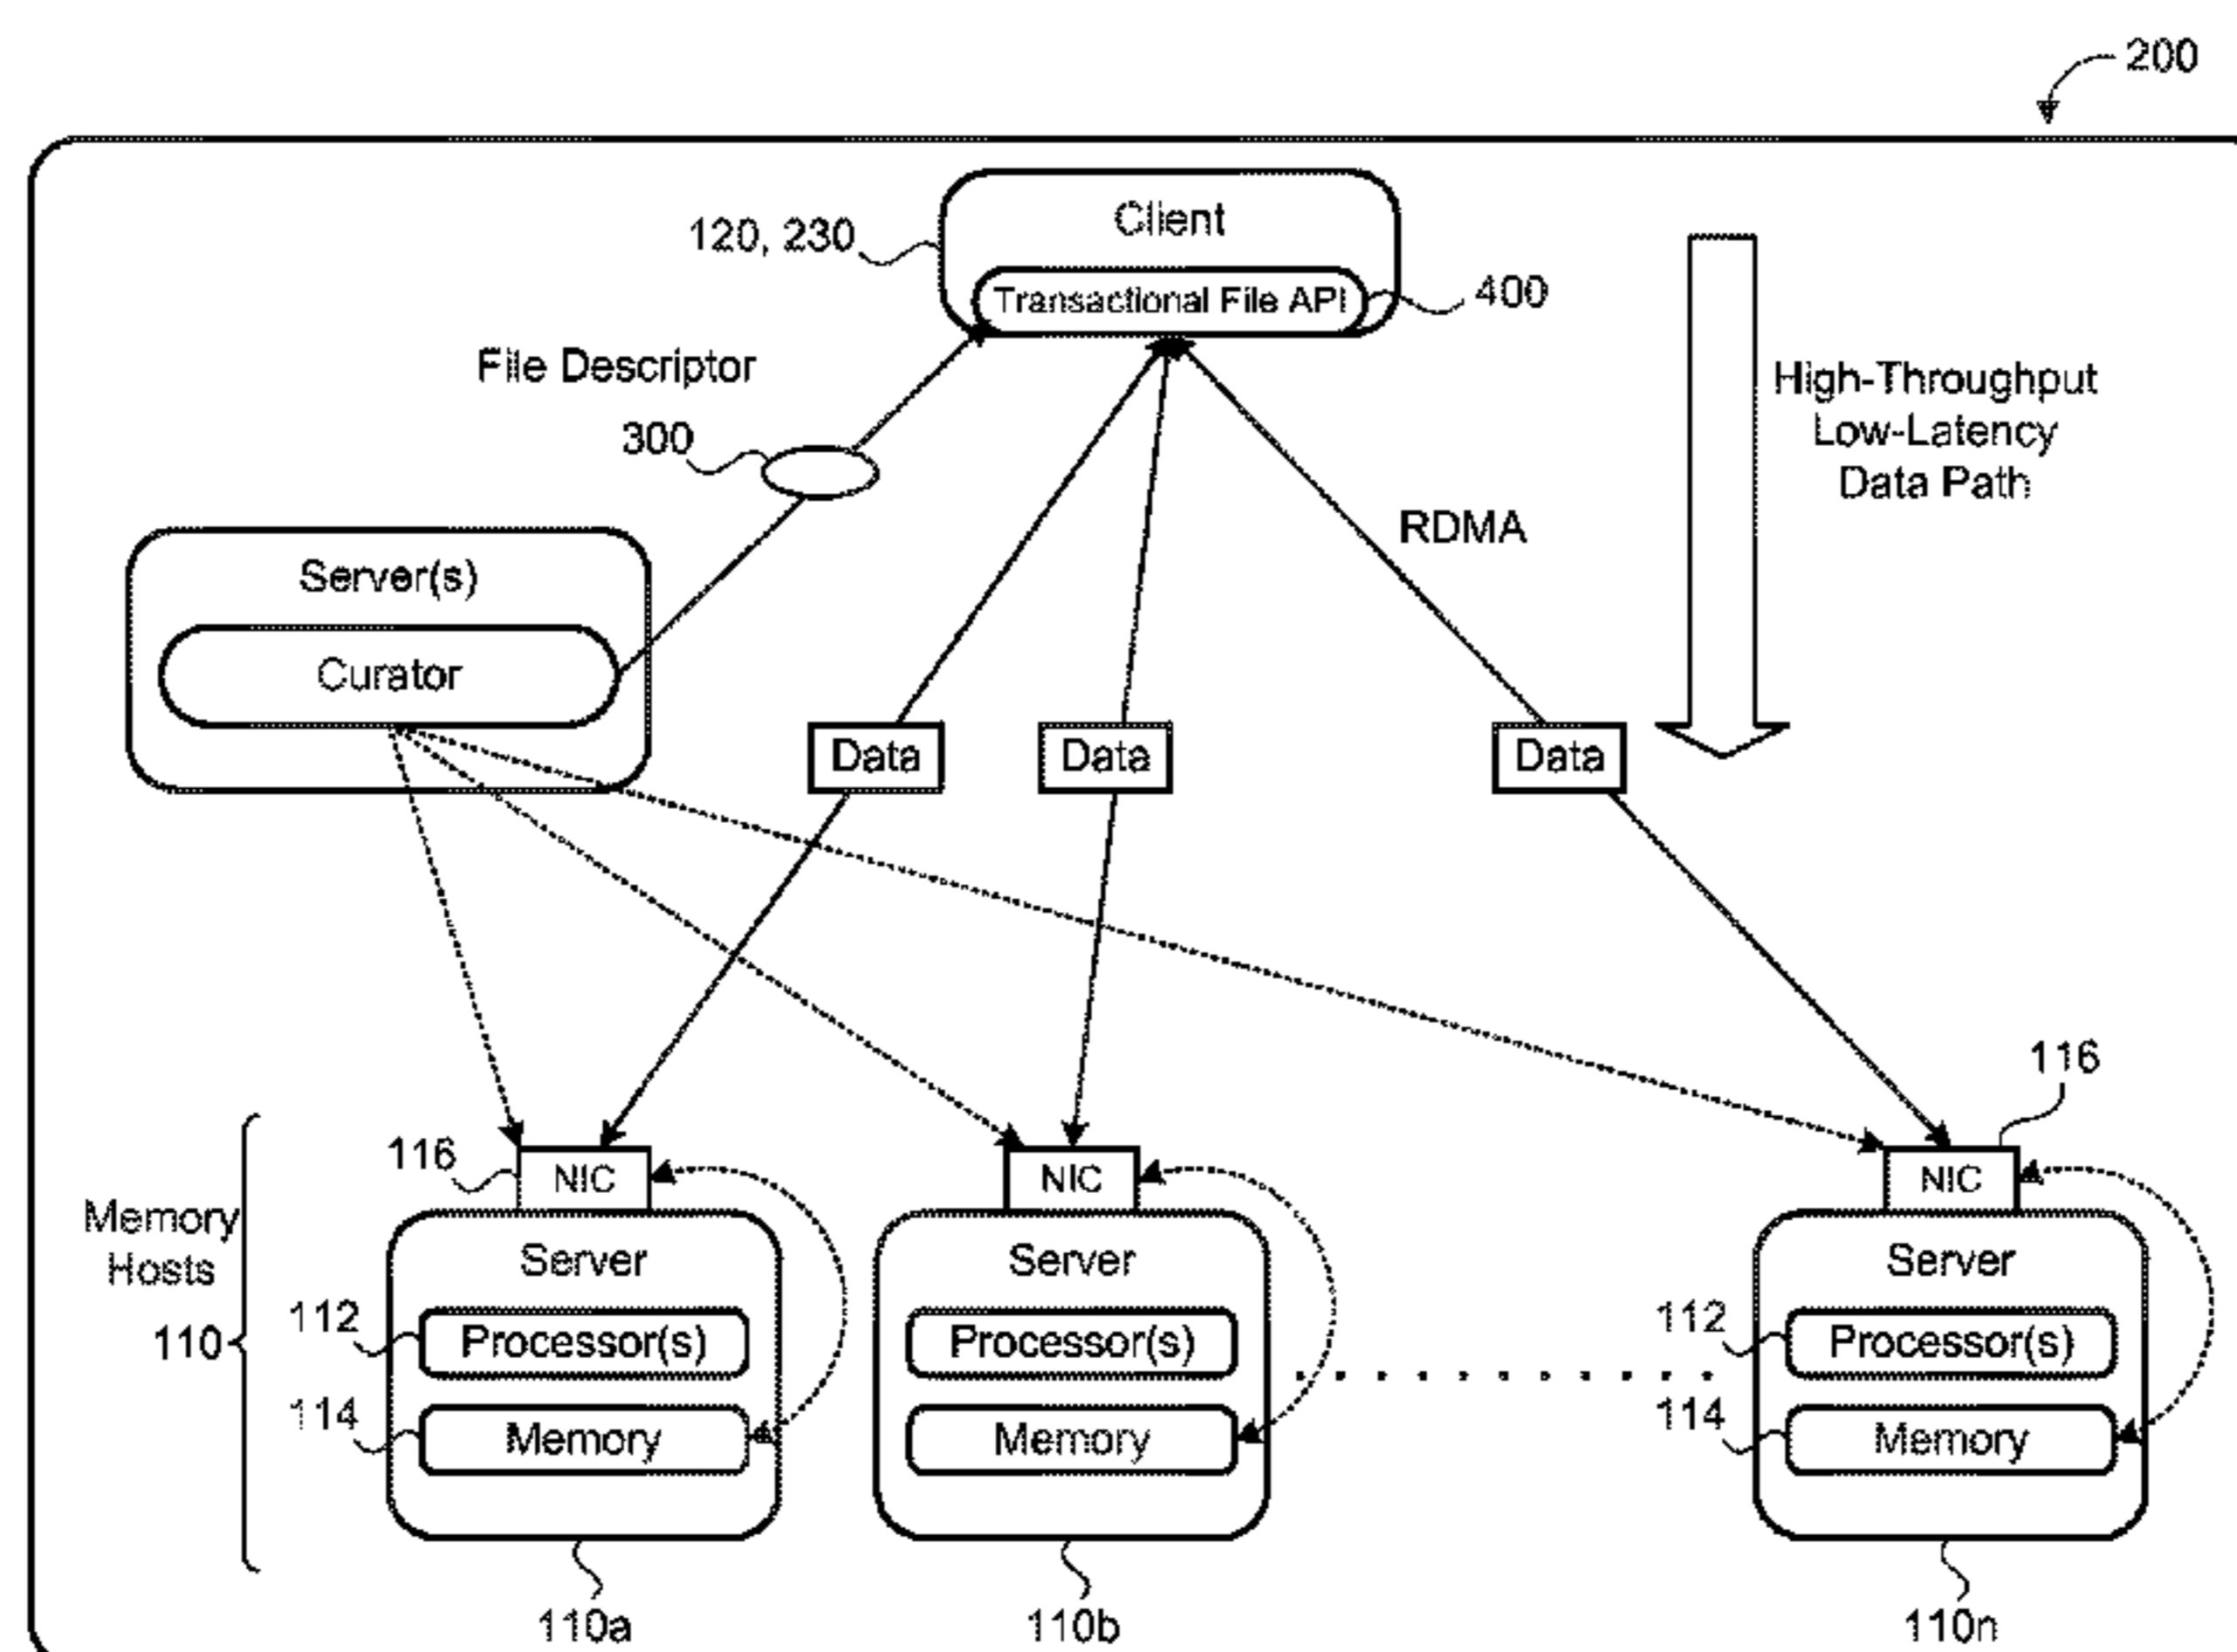 200
Client
120, 230
Transactional File API
400
File Descriptor
300
High-Throughput
Low-Latency
Data Path
RDMA
Server(s)
Curator
Data
Data
Data
116
116
NIC
NIC
NIC
Memory
Hosts
110
Server
Server
Server
112
Processor(s)
Processor(s)
112
Processor(s)
114
Memory
Memory
114
Memory
110a
110b
110n